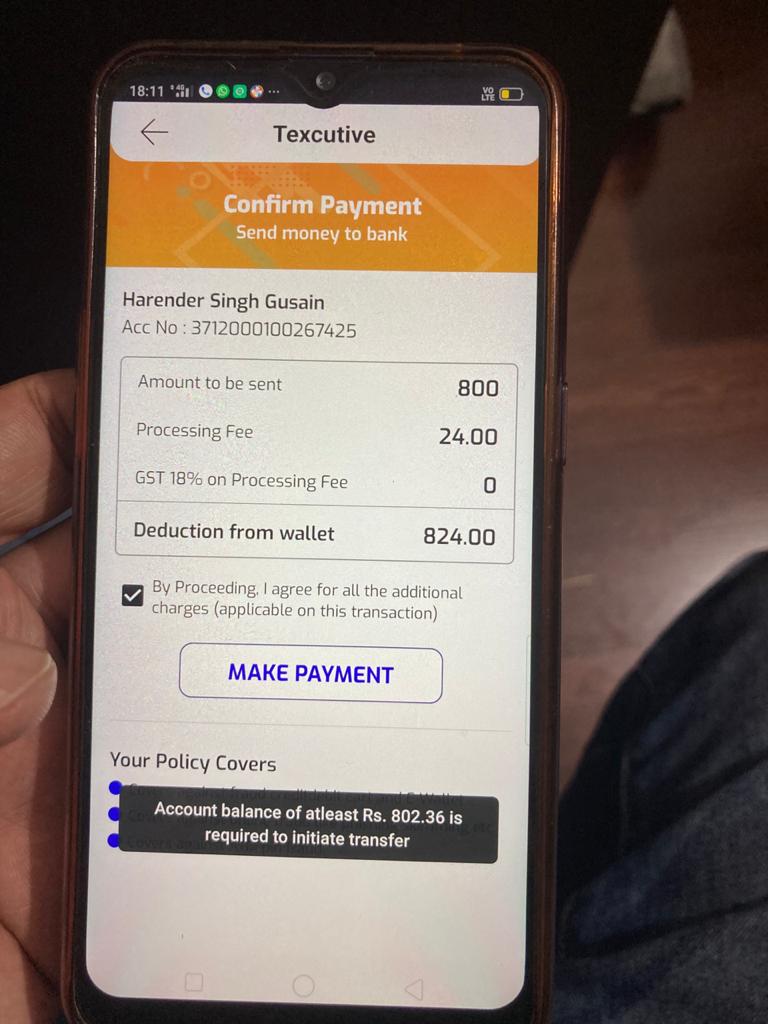 18:11 4G VO LTE
Texcutive
Confirm Payment
Send money to bank
Harender Singh Gusain
Acc No : 3712000100267425
Amount to be sent 800
Processing Fee 24.00
GST 18% on Processing Fee 0
Deduction from wallet 824.00
By Proceeding, I agree for all the additional
charges (applicable on this transaction)
MAKE PAYMENT
Your Policy Covers
Account balance of atleast Rs. 802.36 is
required to initiate transfer